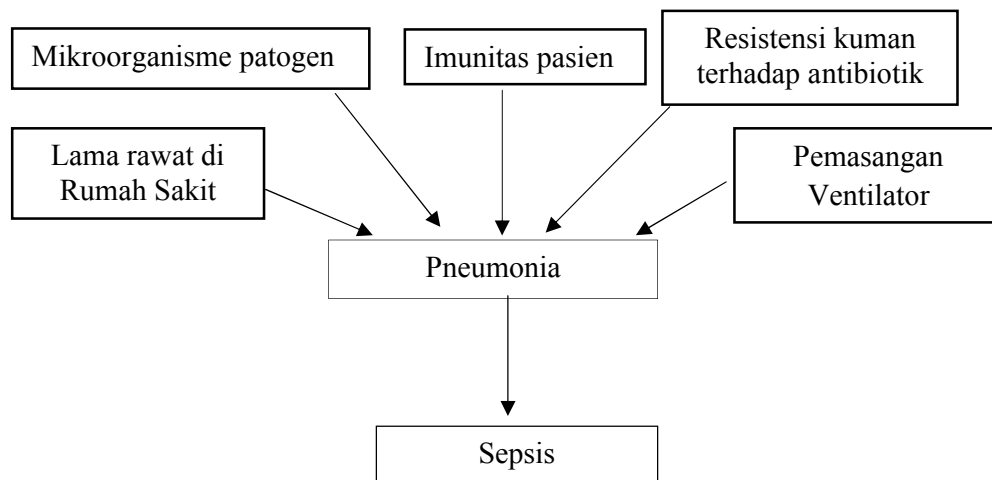 Mikroorganisme patogen
Imunitas pasien
Resistensi kuman
terhadap antibiotik
Lama rawat di
Rumah Sakit
Pemasangan
Ventilator
Pneumonia
Sepsis